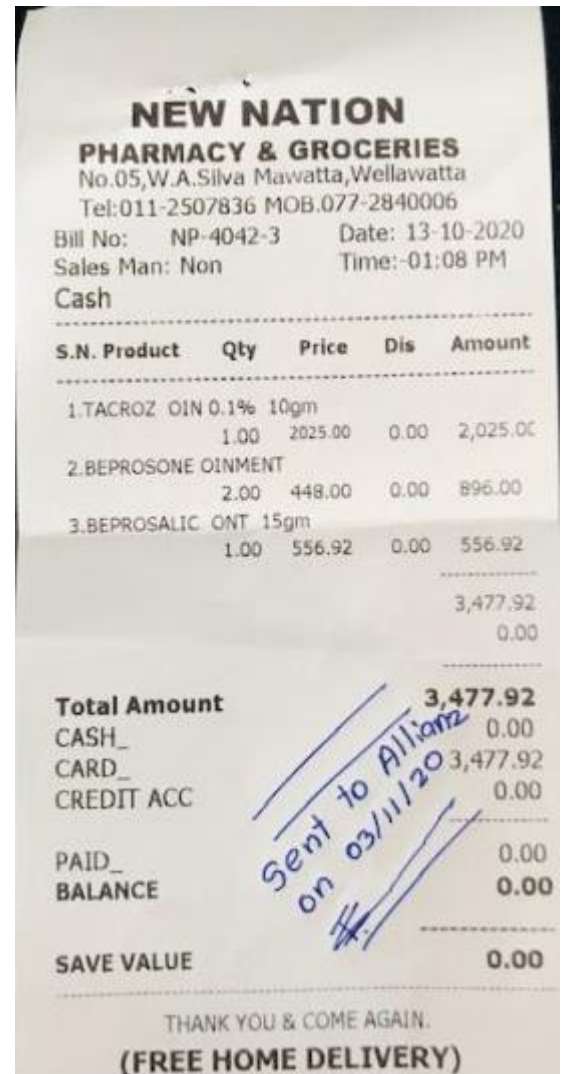 NEW NATION
PHARMACY & GROCERIES
No.05,W.A.Silva Mawatta,Wellawatta
Tel:011-2507836 MOB.077-2840006
Bill No: NP-4042-3 Date: 13-10-2020
Sales Man: Non Time:-01:08 PM
Cash
S.N. Product Qty Price Dis Amount
1.TACROZ OIN 0.1% 10gm
1.00 2025.00 0.00 2,025.00
2.BEPROSONE OINMENT
2.00 448.00 0.00 896.00
3.BEPROSALIC ONT 15gm
1.00 556.92 0.00 556.92
3,477.92
0.00
Total Amount 3,477.92
CASH_ 0.00
CARD_ 3,477.92
CREDIT ACC 0.00
Sent to Allianz
on 03/11/20
PAID_ 0.00
BALANCE 0.00
SAVE VALUE 0.00
THANK YOU & COME AGAIN.
(FREE HOME DELIVERY)